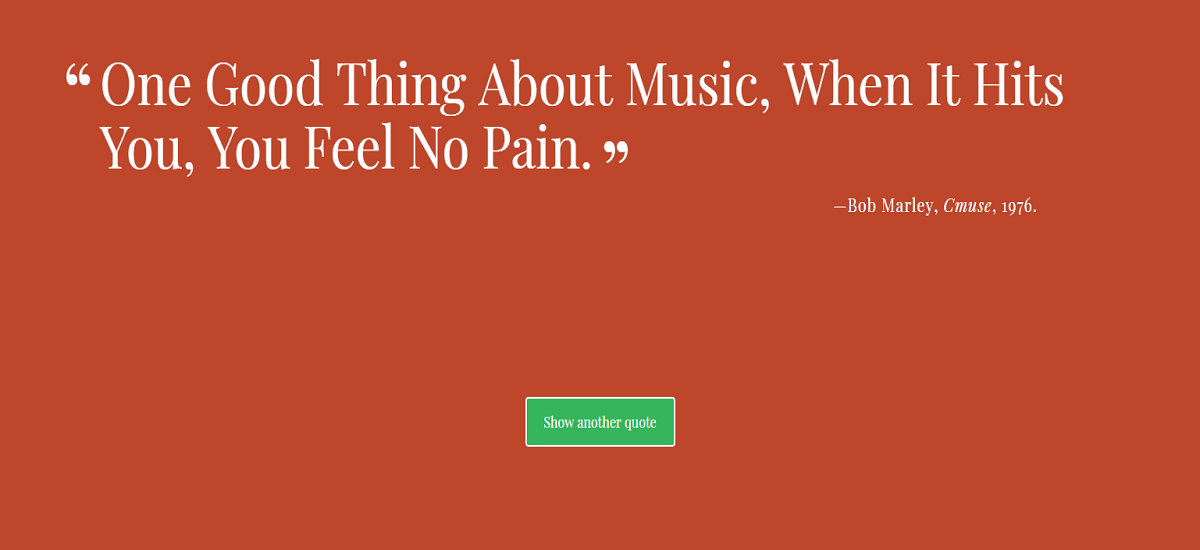 “ One Good Thing About Music, When It Hits
You, You Feel No Pain. ”
—Bob Marley, Cmuse, 1976.
Show another quote